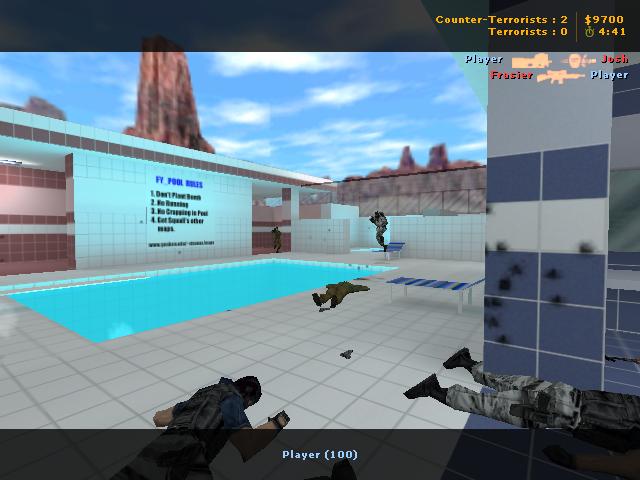 Counter-Terrorists : 2 $9700
Terrorists : 0 4:41
Player Josh
Frasier Player
FY_POOL RULES
1. Don't Plant Bomb
2. No Running
3. No Crapping in Pool
4. Get Squall's other
maps.
Player (100)